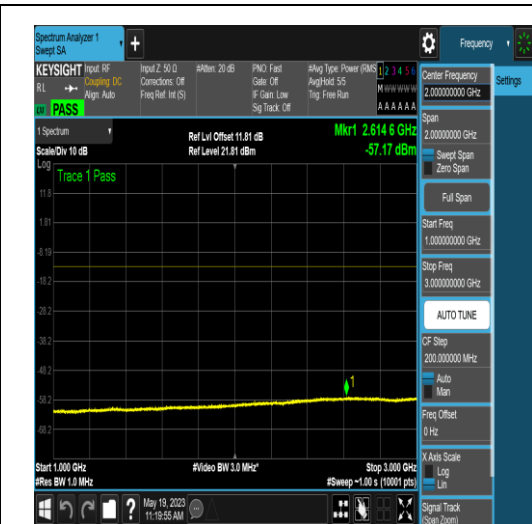 Spectrum Analyzer 1
Swept SA
+
Frequency
KEYSIGHT Input: RF
RL
Coupling: DC
Align: Auto
PASS
Input Z: 50 Ω
Corrections: Off
Freq Ref: Int (S)
#Atten: 20 dB
PNO: Fast
Gate: Off
IF Gain: Low
Sig Track: Off
#Avg Type: Power (RMS
Avg|Hold: 5/5
Trig: Free Run
1 2 3 4 5 6
M W W W W W
A A A A A A
1 Spectrum
Scale/Div 10 dB
Ref Lvl Offset 11.81 dB
Ref Level 21.81 dBm
Mkr1 2.614 6 GHz
-57.17 dBm
Log
Trace 1 Pass
11.8
1.81
-8.19
-18.2
-28.2
-38.2
-48.2
-58.2
-68.2
1
Start 1.000 GHz
#Res BW 1.0 MHz
#Video BW 3.0 MHz*
Stop 3.000 GHz
#Sweep ~1.00 s (10001 pts)
Center Frequency
2.000000000 GHz
Settings
Span
2.00000000 GHz
Swept Span
Zero Span
Full Span
Start Freq
1.000000000 GHz
Stop Freq
3.000000000 GHz
AUTO TUNE
CF Step
200.000000 MHz
Auto
Man
Freq Offset
0 Hz
X Axis Scale
Log
Lin
Signal Track
(Span Zoom)
?
May 19, 2023
11:19:55 AM